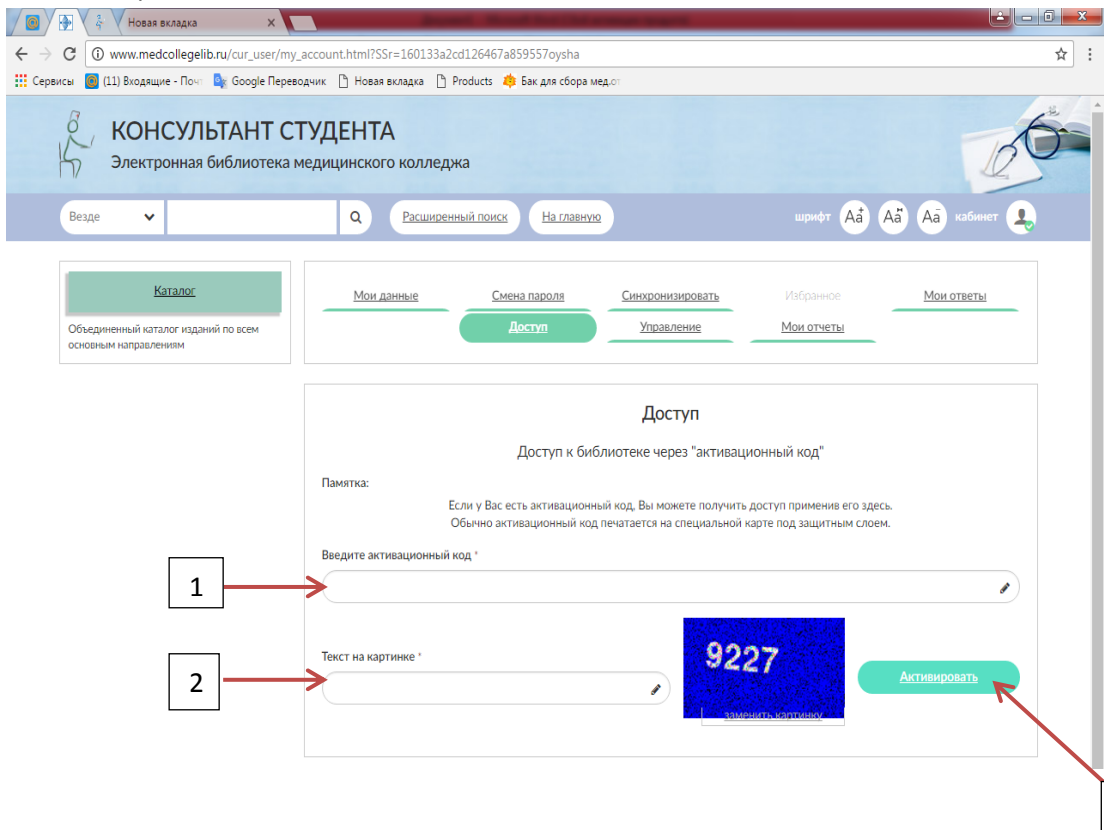 Новая вкладка
www.medcollegelib.ru/cur_user/my_account.html?SSr=160133a2cd126467a859557oysha
Сервисы (11) Входящие - Поч Google Переводчик Новая вкладка Products Бак для сбора мед.от
КОНСУЛЬТАНТ СТУДЕНТА
Электронная библиотека медицинского колледжа
Везде Расширенный поиск На главную шрифт Аа Аа Аа кабинет
Каталог
Объединенный каталог изданий по всем
основным направлениям
Мои данные Смена пароля Синхронизировать Избранное Мои ответы
Доступ Управление Мои отчеты
Доступ
Доступ к библиотеке через "активационный код"
Памятка:
Если у Вас есть активационный код, Вы можете получить доступ применив его здесь.
Обычно активационный код печатается на специальной карте под защитным слоем.
Введите активационный код *
1
Текст на картинке *
2
9227
Активировать
заменить картинку